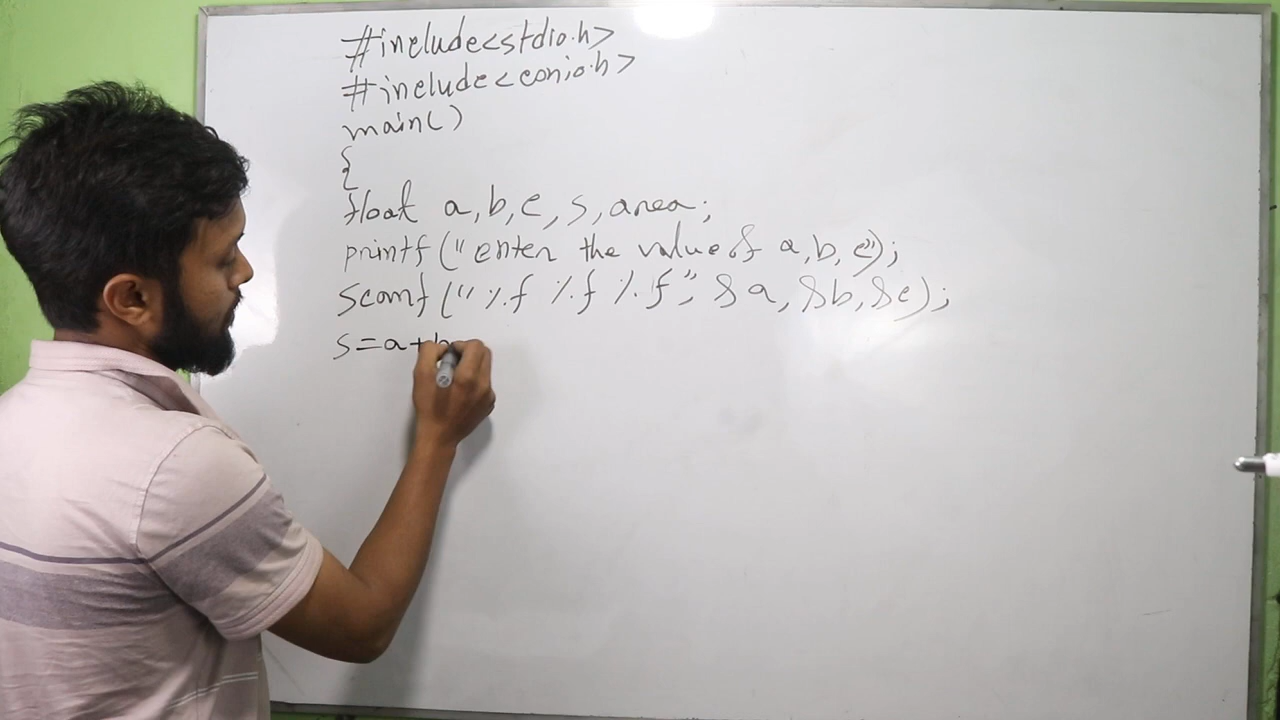 #include<stdio.h>
#include<conio.h>
main()
{
float a,b,c,s,area;
printf("enter the value of a,b,c");
scanf("%f %f %f", &a, &b, &c);
s=a+b